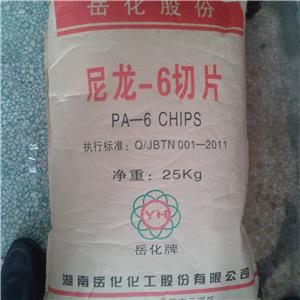 岳化股份
尼龙-6切片
PA-6 CHIPS
执行标准：Q/JBTN 001-2011
净重：25Kg
YH
岳化牌
湖南岳化化工股份有限公司